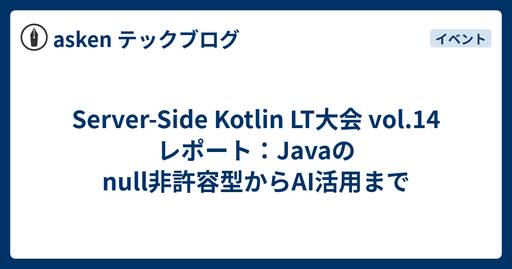 asken テックブログ
イベント
Server-Side Kotlin LT大会 vol.14
レポート：Javaの
null非許容型からAI活用まで